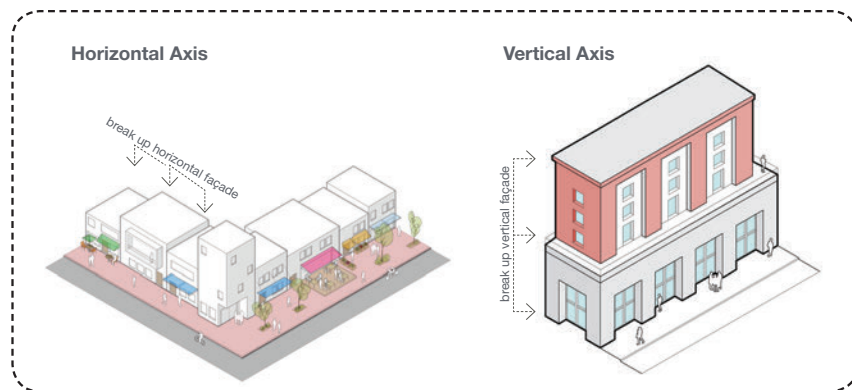 Horizontal Axis
break up horizontal façade
Vertical Axis
break up vertical façade